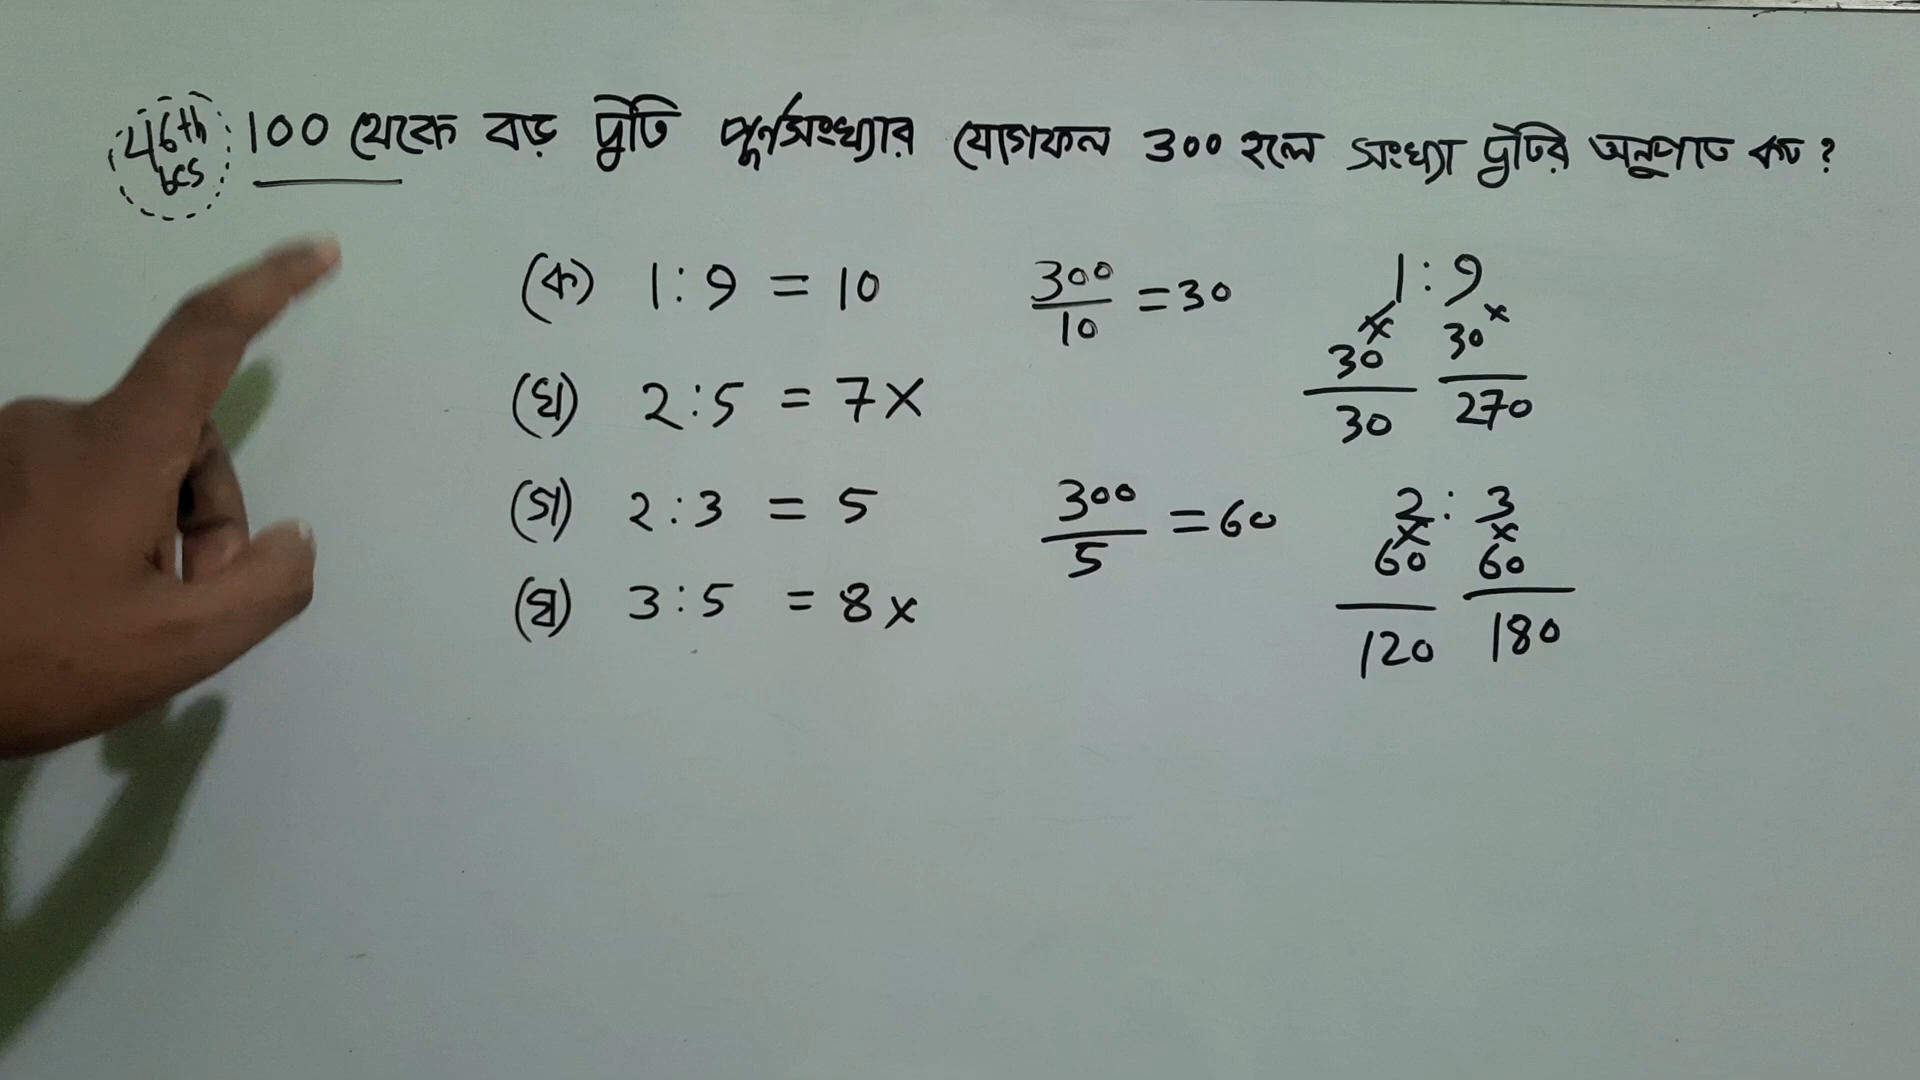 46th bcs
100 থেকে বড় দুটি পূর্ণসংখ্যার যোগফল 300 হলে সংখ্যা দুটির অনুপাত কত?
(ক) 1 : 9 = 10
300/10 = 30
1 : 9
× ×
30 30
30 270
(খ) 2 : 5 = 7 ×
(গ) 2 : 3 = 5
300/5 = 60
2 : 3
× ×
60 60
120 180
(ঘ) 3 : 5 = 8 ×